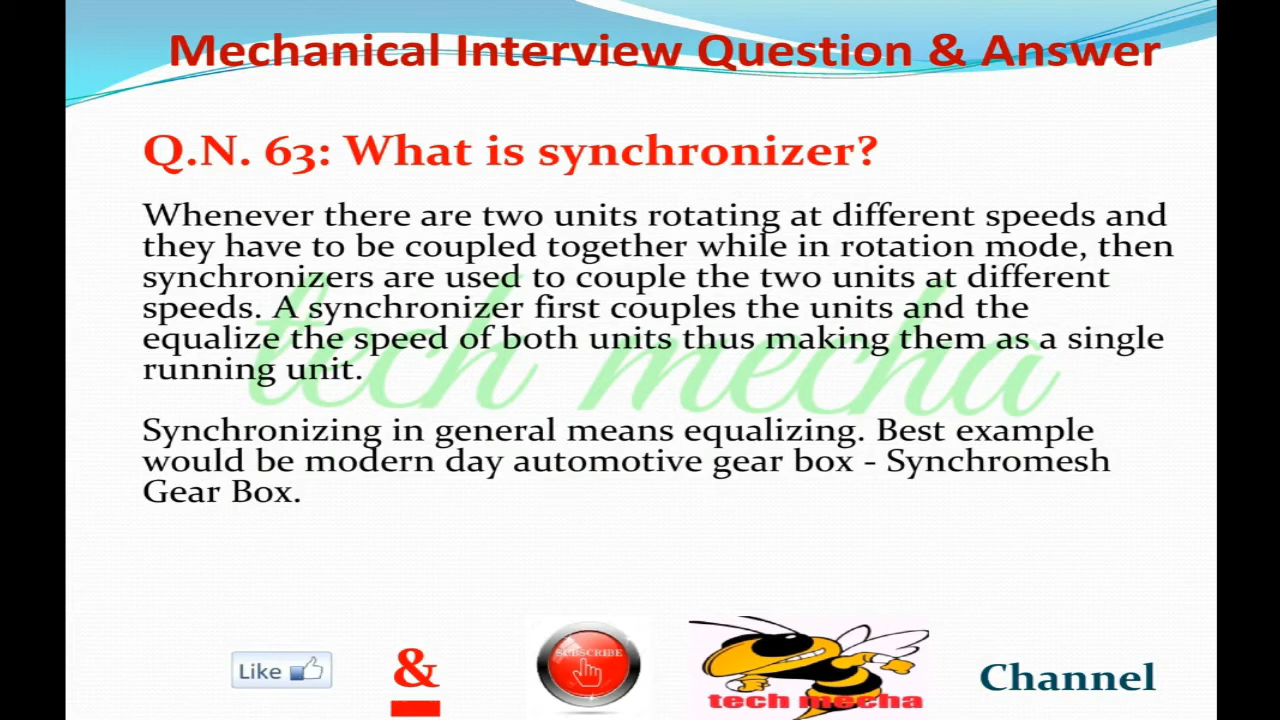 Mechanical Interview Question & Answer
Q.N. 63: What is synchronizer?
Whenever there are two units rotating at different speeds and
they have to be coupled together while in rotation mode, then
synchronizers are used to couple the two units at different
speeds. A synchronizer first couples the units and the
equalize the speed of both units thus making them as a single
running unit.
tech mecha
Synchronizing in general means equalizing. Best example
would be modern day automotive gear box - Synchromesh
Gear Box.
Like & SUBSCRIBE tech mecha Channel